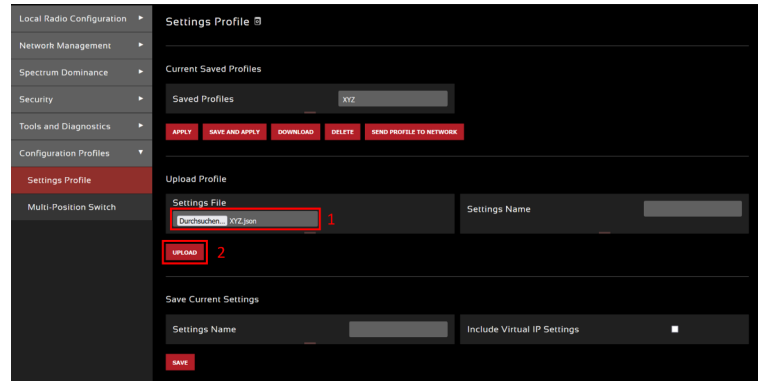 Local Radio Configuration
Network Management
Spectrum Dominance
Security
Tools and Diagnostics
Configuration Profiles
Settings Profile
Multi-Position Switch
Settings Profile
Current Saved Profiles
Saved Profiles XYZ
APPLY SAVE AND APPLY DOWNLOAD DELETE SEND PROFILE TO NETWORK
Upload Profile
Settings File
Durchsuchen... XYZ.json 1
Settings Name
UPLOAD 2
Save Current Settings
Settings Name Include Virtual IP Settings
SAVE